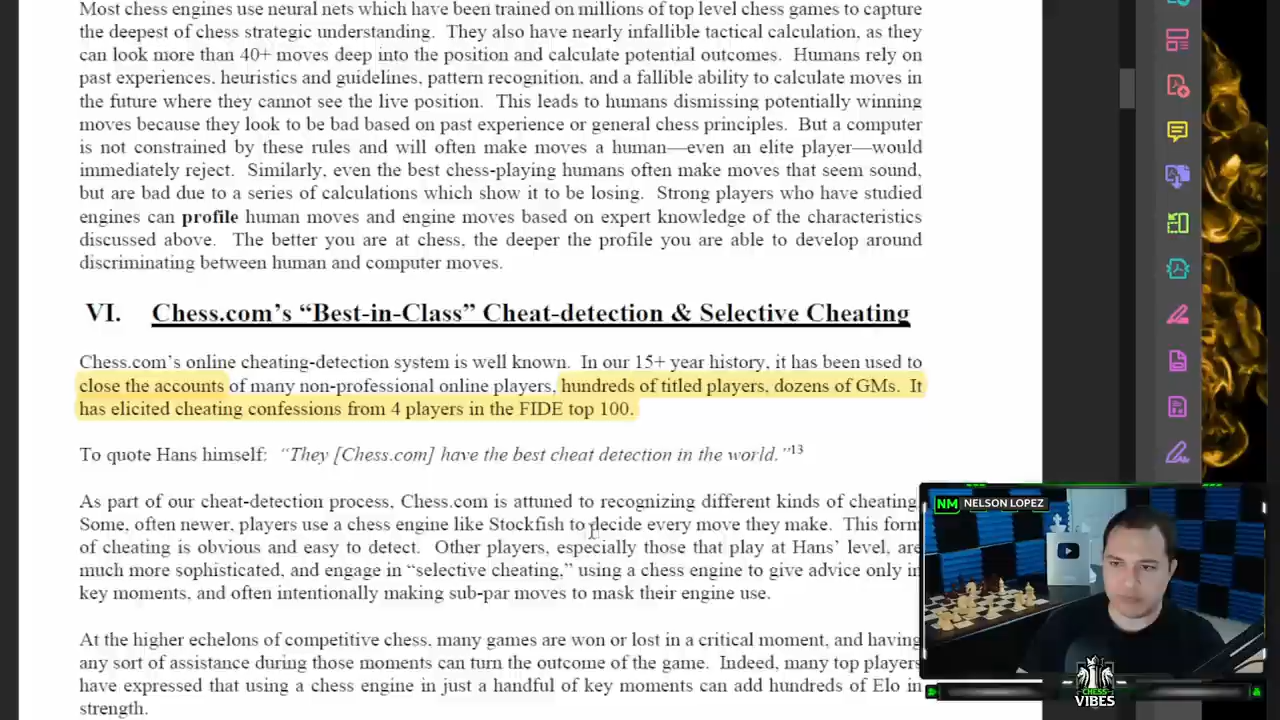 Most chess engines use neural nets which have been trained on millions of top level chess games to capture
the deepest of chess strategic understanding. They also have nearly infallible tactical calculation, as they
can look more than 40+ moves deep into the position and calculate potential outcomes. Humans rely on
past experiences, heuristics and guidelines, pattern recognition, and a fallible ability to calculate moves in
the future where they cannot see the live position. This leads to humans dismissing potentially winning
moves because they look to be bad based on past experience or general chess principles. But a computer
is not constrained by these rules and will often make moves a human—even an elite player—would
immediately reject. Similarly, even the best chess-playing humans often make moves that seem sound,
but are bad due to a series of calculations which show it to be losing. Strong players who have studied
engines can profile human moves and engine moves based on expert knowledge of the characteristics
discussed above. The better you are at chess, the deeper the profile you are able to develop around
discriminating between human and computer moves.
VI. Chess.com's “Best-in-Class” Cheat-detection & Selective Cheating
Chess.com's online cheating-detection system is well known. In our 15+ year history, it has been used to
close the accounts of many non-professional online players, hundreds of titled players, dozens of GMs. It
has elicited cheating confessions from 4 players in the FIDE top 100.
To quote Hans himself: “They [Chess.com] have the best cheat detection in the world.”13
As part of our cheat-detection process, Chess.com is attuned to recognizing different kinds of cheating.
Some, often newer, players use a chess engine like Stockfish to decide every move they make. This form
of cheating is obvious and easy to detect. Other players, especially those that play at Hans' level, are
much more sophisticated, and engage in “selective cheating,” using a chess engine to give advice only in
key moments, and often intentionally making sub-par moves to mask their engine use.
At the higher echelons of competitive chess, many games are won or lost in a critical moment, and having
any sort of assistance during those moments can turn the outcome of the game. Indeed, many top players
have expressed that using a chess engine in just a handful of key moments can add hundreds of Elo in
strength.
NM NELSON LOPEZ
CHESS
VIBES